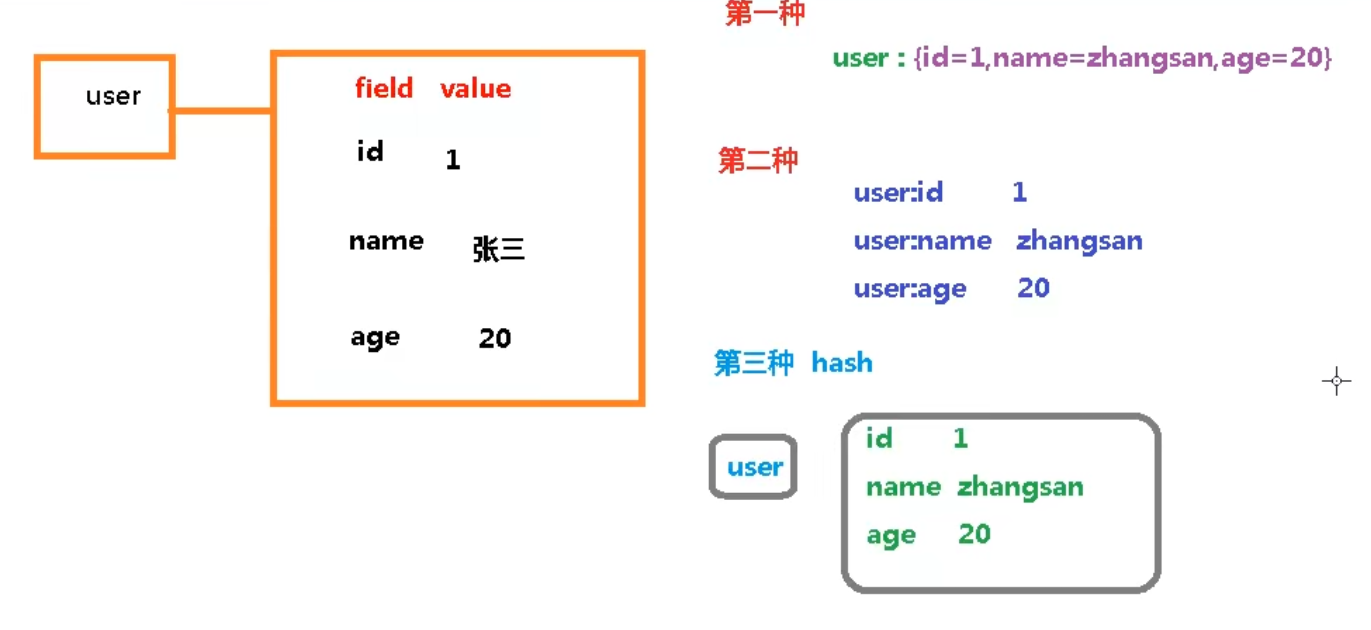 user
field value
id 1
name 张三
age 20
第一种
user : {id=1,name=zhangsan,age=20}
第二种
user:id 1
user:name zhangsan
user:age 20
第三种 hash
user
id 1
name zhangsan
age 20